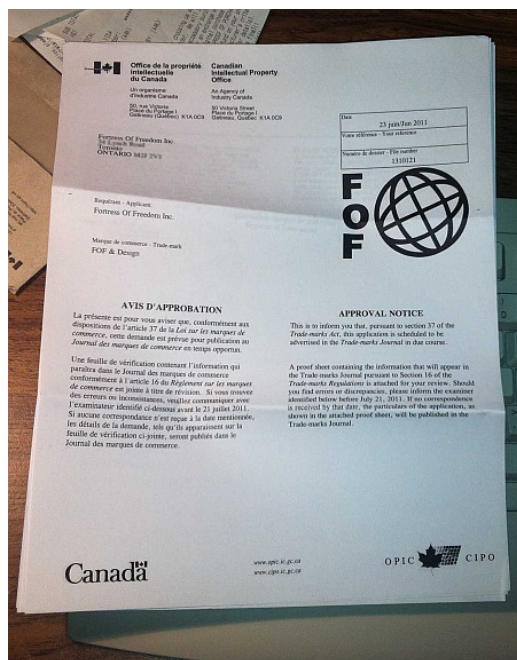 Office de la propriété
intellectuelle
du Canada
Un organisme
d'Industrie Canada
50, rue Victoria
Place du Portage I
Gatineau, Québec K1A 0C9
Canadian
Intellectual Property
Office
An Agency of
Industry Canada
50 Victoria Street
Place du Portage I
Gatineau, Quebec K1A 0C9
Date
23 juin/Jun 2011
Votre référence - Your reference
Numéro de dossier - File number
1310121
Fortress Of Freedom Inc.
Road
Toronto
ONTARIO
FOF
Requérant - Applicant
Fortress Of Freedom Inc.
Marque de commerce - Trade-mark
FOF & Design
AVIS D'APPROBATION
La présente est pour vous aviser que, conformément aux
dispositions de l'article 37 de la Loi sur les marques de
commerce, cette demande est prévue pour publication au
Journal des marques de commerce en temps opportun.
Une feuille de vérification contenant l'information qui
paraîtra dans le Journal des marques de commerce
conformément à l'article 16 du Règlement sur les marques
de commerce est jointe à titre de révision. Si vous trouvez
des erreurs ou inconsistances, veuillez communiquer avec
l'examinateur identifié ci-dessous avant le 21 juillet 2011.
Si aucune correspondance n'est reçue à la date mentionnée,
les détails de la demande, tels qu'ils apparaissent sur la
feuille de vérification ci-jointe, seront publiés dans le
Journal des marques de commerce.
APPROVAL NOTICE
This is to inform you that, pursuant to section 37 of the
Trade-marks Act, this application is scheduled to be
advertised in the Trade-marks Journal in due course.
A proof sheet containing the information that will appear
in the Trade-marks Journal pursuant to Section 16 of the
Trade-marks Regulations is attached for your review. Should
you find errors or discrepancies, please inform the examiner
identified below before July 21, 2011. If no correspondence
is received by that date, the particulars of the application, as
shown in the attached proof sheet, will be published in the
Trade-marks Journal.
Canada
www.opic.ic.gc.ca
www.cipo.ic.gc.ca
OPIC CIPO